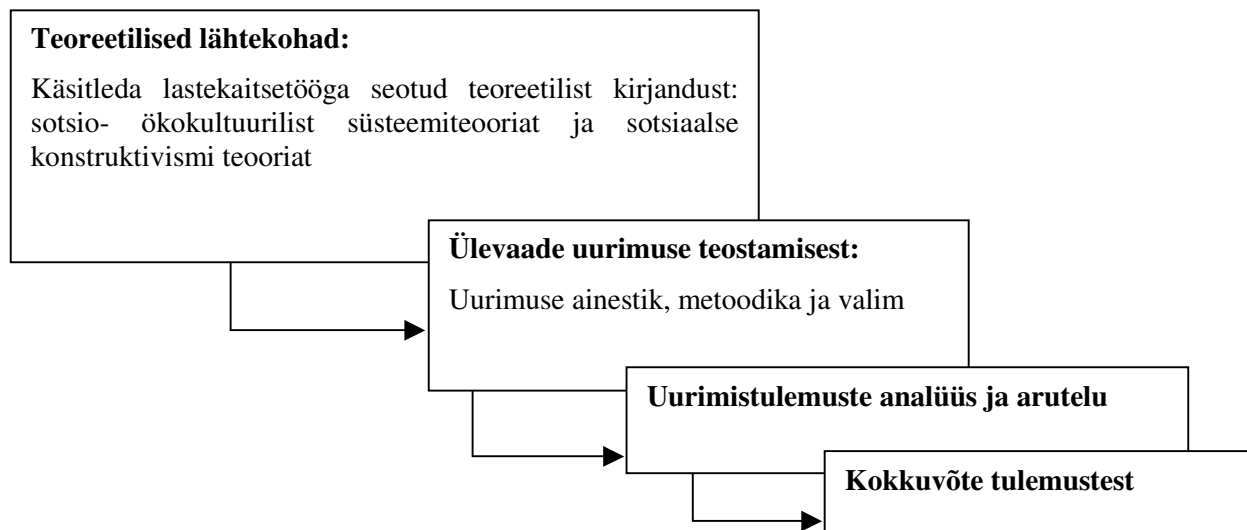 Teoreetilised lähtekohad:
Käsitleda lastekaitsetööga seotud teoreetilist kirjandust:
sotsio- ökokultuurilist süsteemiteooriat ja sotsiaalse
konstruktivismi teooriat
Ülevaade uurimuse teostamisest:
Uurimuse ainestik, metoodika ja valim
Uurimistulemuste analüüs ja arutelu
Kokkuvõte tulemustest